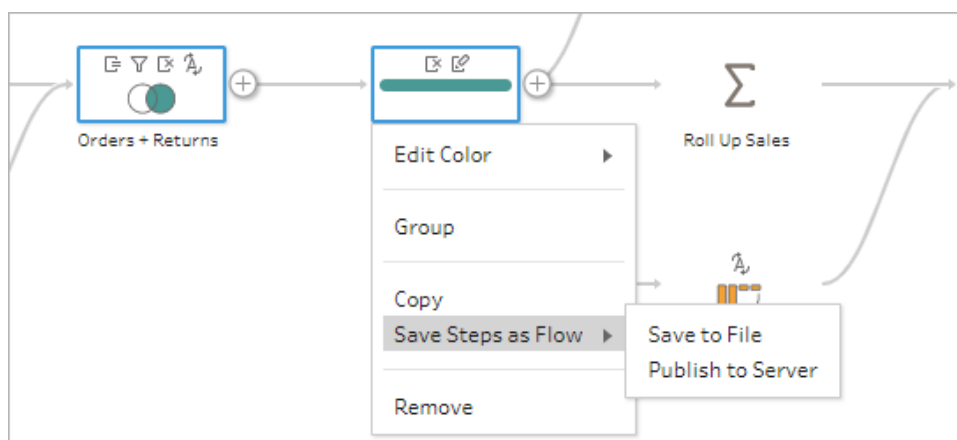 Orders + Returns
Roll Up Sales
Edit Color
Group
Copy
Save Steps as Flow
Save to File
Publish to Server
Remove